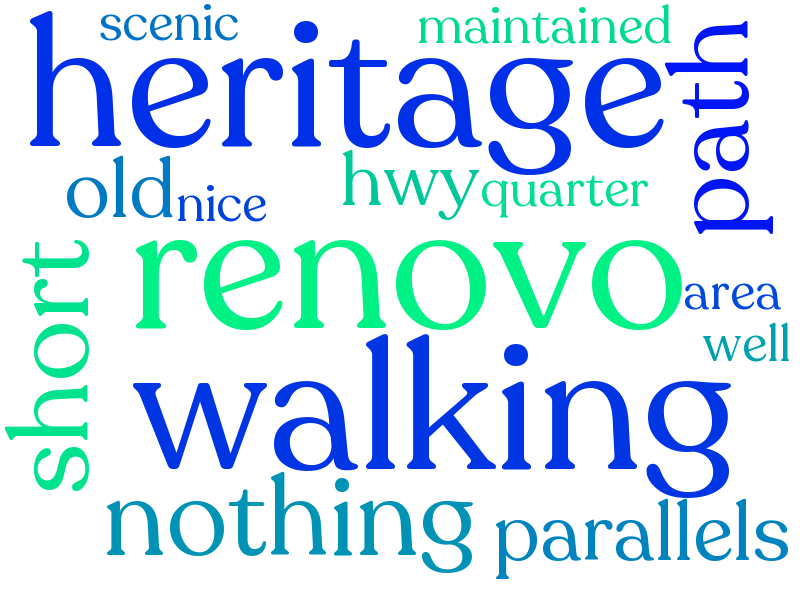 scenic
maintained
heritage
path
old
nice
hwy
quarter
short
renovo
area
well
walking
nothing
parallels